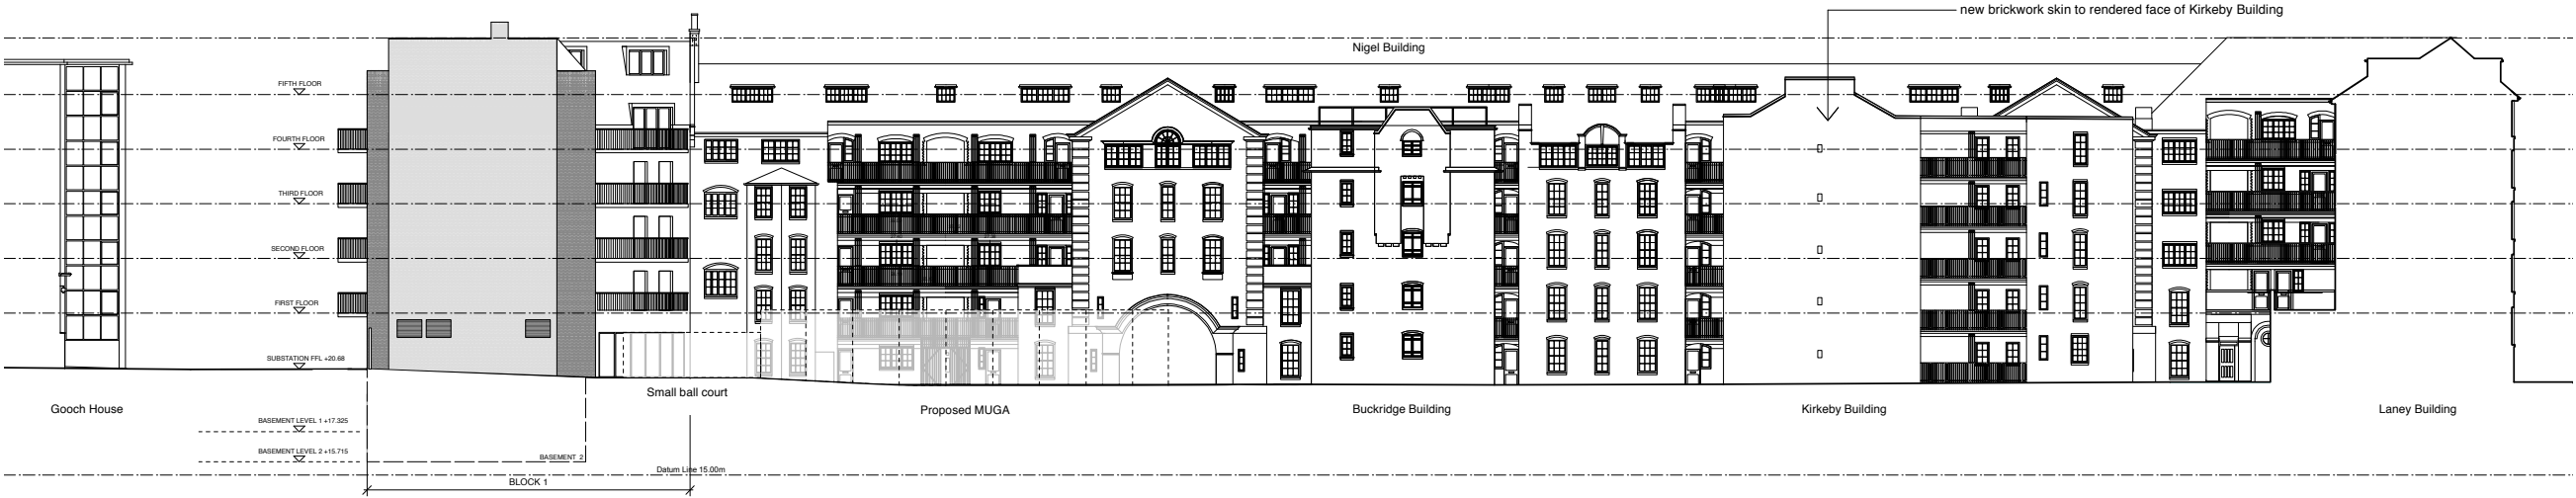 new brickwork skin to rendered face of Kirkeby Building
Nigel Building
FIFTH FLOOR
FOURTH FLOOR
THIRD FLOOR
SECOND FLOOR
FIRST FLOOR
SUBSTATION FFL +20.68
Small ball court
Gooch House
Proposed MUGA
Buckridge Building
Kirkeby Building
Laney Building
BASEMENT LEVEL 1 +17.325
BASEMENT LEVEL 2 +15.715
BASEMENT 2
Datum Line 15.00m
BLOCK 1